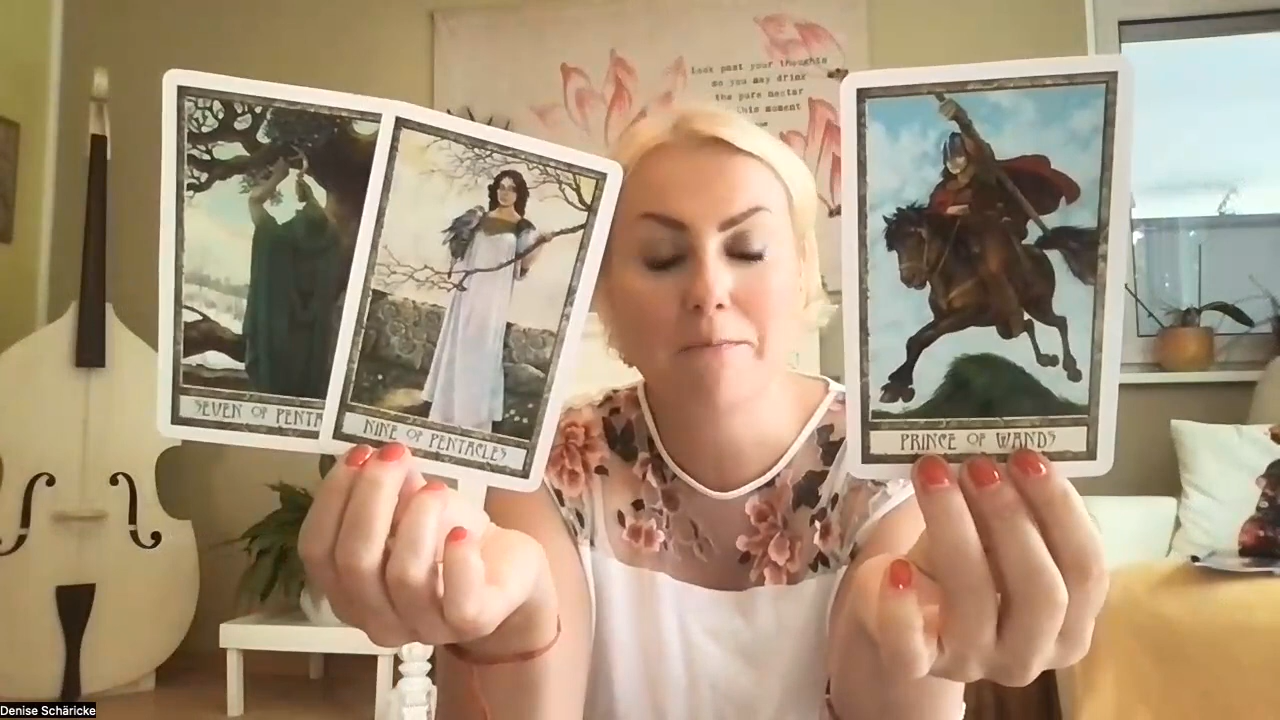 Look past your thoughts
so you may drink
the pure nectar
this moment
SEVEN OF PENTA
NINE OF PENTACLES
PRINCE OF WANDS
Denise Schäricke